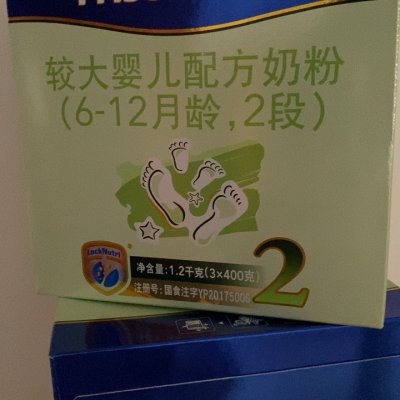 较大婴儿配方奶粉
(6-12月龄,2段)
LockNutri
净含量:1.2千克(3×400克)
注册号:国食注字YP20175006
2